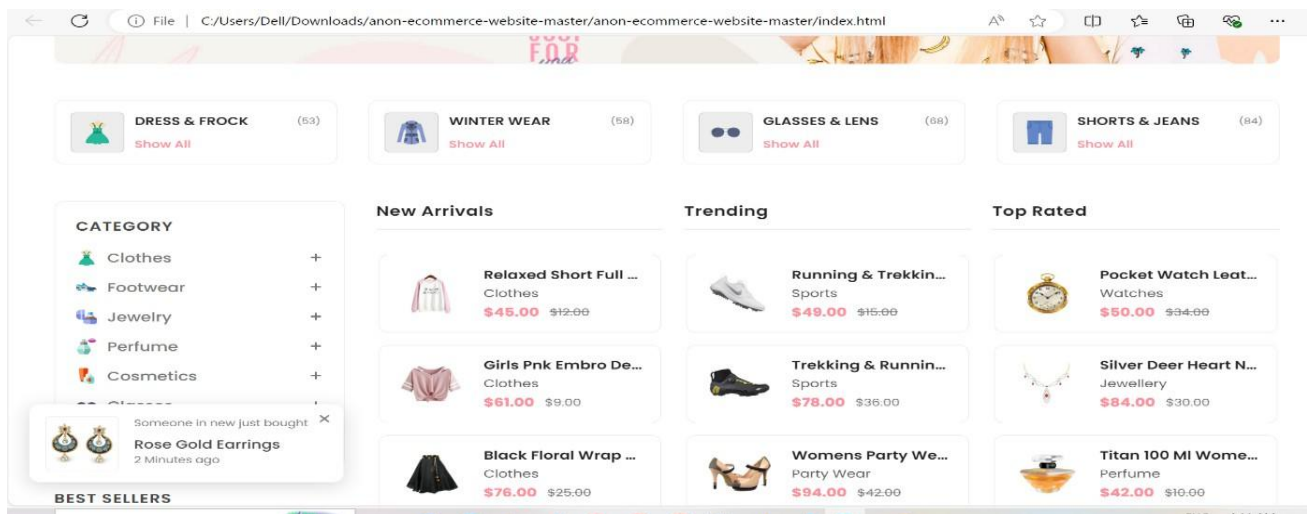 File | C:/Users/Dell/Downloads/anon-ecommerce-website-master/anon-ecommerce-website-master/index.html
FOR
you
DRESS & FROCK (53)
Show All
WINTER WEAR (58)
Show All
GLASSES & LENS (68)
Show All
SHORTS & JEANS (84)
Show All
CATEGORY
Clothes +
Footwear +
Jewelry +
Perfume +
Cosmetics +
Someone in new just bought ×
Rose Gold Earrings
2 Minutes ago
BEST SELLERS
New Arrivals
Relaxed Short Full ...
Clothes
$45.00 $12.00
Girls Pnk Embro De...
Clothes
$61.00 $9.00
Black Floral Wrap ...
Clothes
$76.00 $25.00
Trending
Running & Trekkin...
Sports
$49.00 $15.00
Trekking & Runnin...
Sports
$78.00 $36.00
Womens Party We...
Party Wear
$94.00 $42.00
Top Rated
Pocket Watch Leat...
Watches
$50.00 $34.00
Silver Deer Heart N...
Jewellery
$84.00 $30.00
Titan 100 Ml Wome...
Perfume
$42.00 $10.00